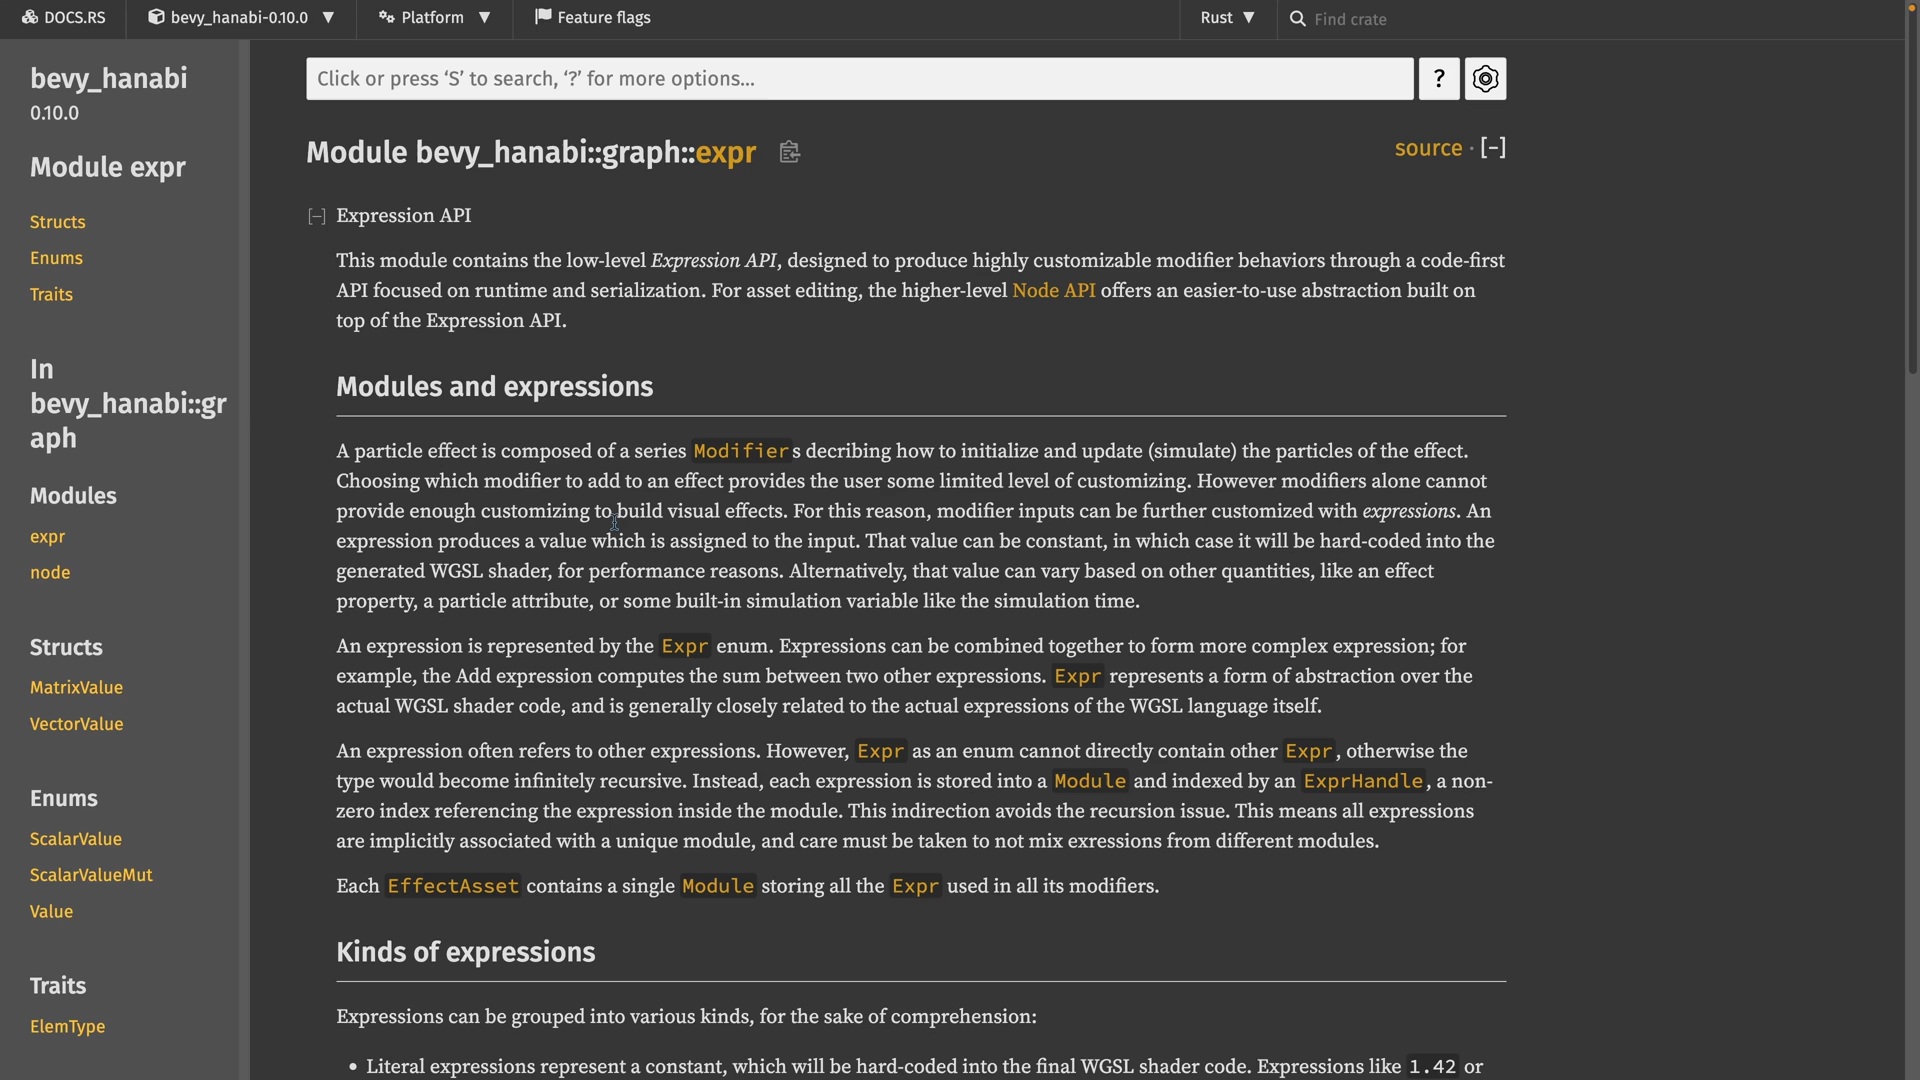 DOCS.RS
bevy_hanabi-0.10.0
Platform
Feature flags
Rust
Find crate
bevy_hanabi
0.10.0
Module expr
Structs
Enums
Traits
In
bevy_hanabi::gr
aph
Modules
expr
node
Structs
MatrixValue
VectorValue
Enums
ScalarValue
ScalarValueMut
Value
Traits
ElemType
Click or press ‘S’ to search, ‘?’ for more options…
?
Module bevy_hanabi::graph::expr
source · [−]
[−] Expression API
This module contains the low-level Expression API, designed to produce highly customizable modifier behaviors through a code-first
API focused on runtime and serialization. For asset editing, the higher-level Node API offers an easier-to-use abstraction built on
top of the Expression API.
Modules and expressions
A particle effect is composed of a series Modifiers decribing how to initialize and update (simulate) the particles of the effect.
Choosing which modifier to add to an effect provides the user some limited level of customizing. However modifiers alone cannot
provide enough customizing to build visual effects. For this reason, modifier inputs can be further customized with expressions. An
expression produces a value which is assigned to the input. That value can be constant, in which case it will be hard-coded into the
generated WGSL shader, for performance reasons. Alternatively, that value can vary based on other quantities, like an effect
property, a particle attribute, or some built-in simulation variable like the simulation time.
An expression is represented by the Expr enum. Expressions can be combined together to form more complex expression; for
example, the Add expression computes the sum between two other expressions. Expr represents a form of abstraction over the
actual WGSL shader code, and is generally closely related to the actual expressions of the WGSL language itself.
An expression often refers to other expressions. However, Expr as an enum cannot directly contain other Expr, otherwise the
type would become infinitely recursive. Instead, each expression is stored into a Module and indexed by an ExprHandle, a non-
zero index referencing the expression inside the module. This indirection avoids the recursion issue. This means all expressions
are implicitly associated with a unique module, and care must be taken to not mix exressions from different modules.
Each EffectAsset contains a single Module storing all the Expr used in all its modifiers.
Kinds of expressions
Expressions can be grouped into various kinds, for the sake of comprehension:
• Literal expressions represent a constant, which will be hard-coded into the final WGSL shader code. Expressions like 1.42 or